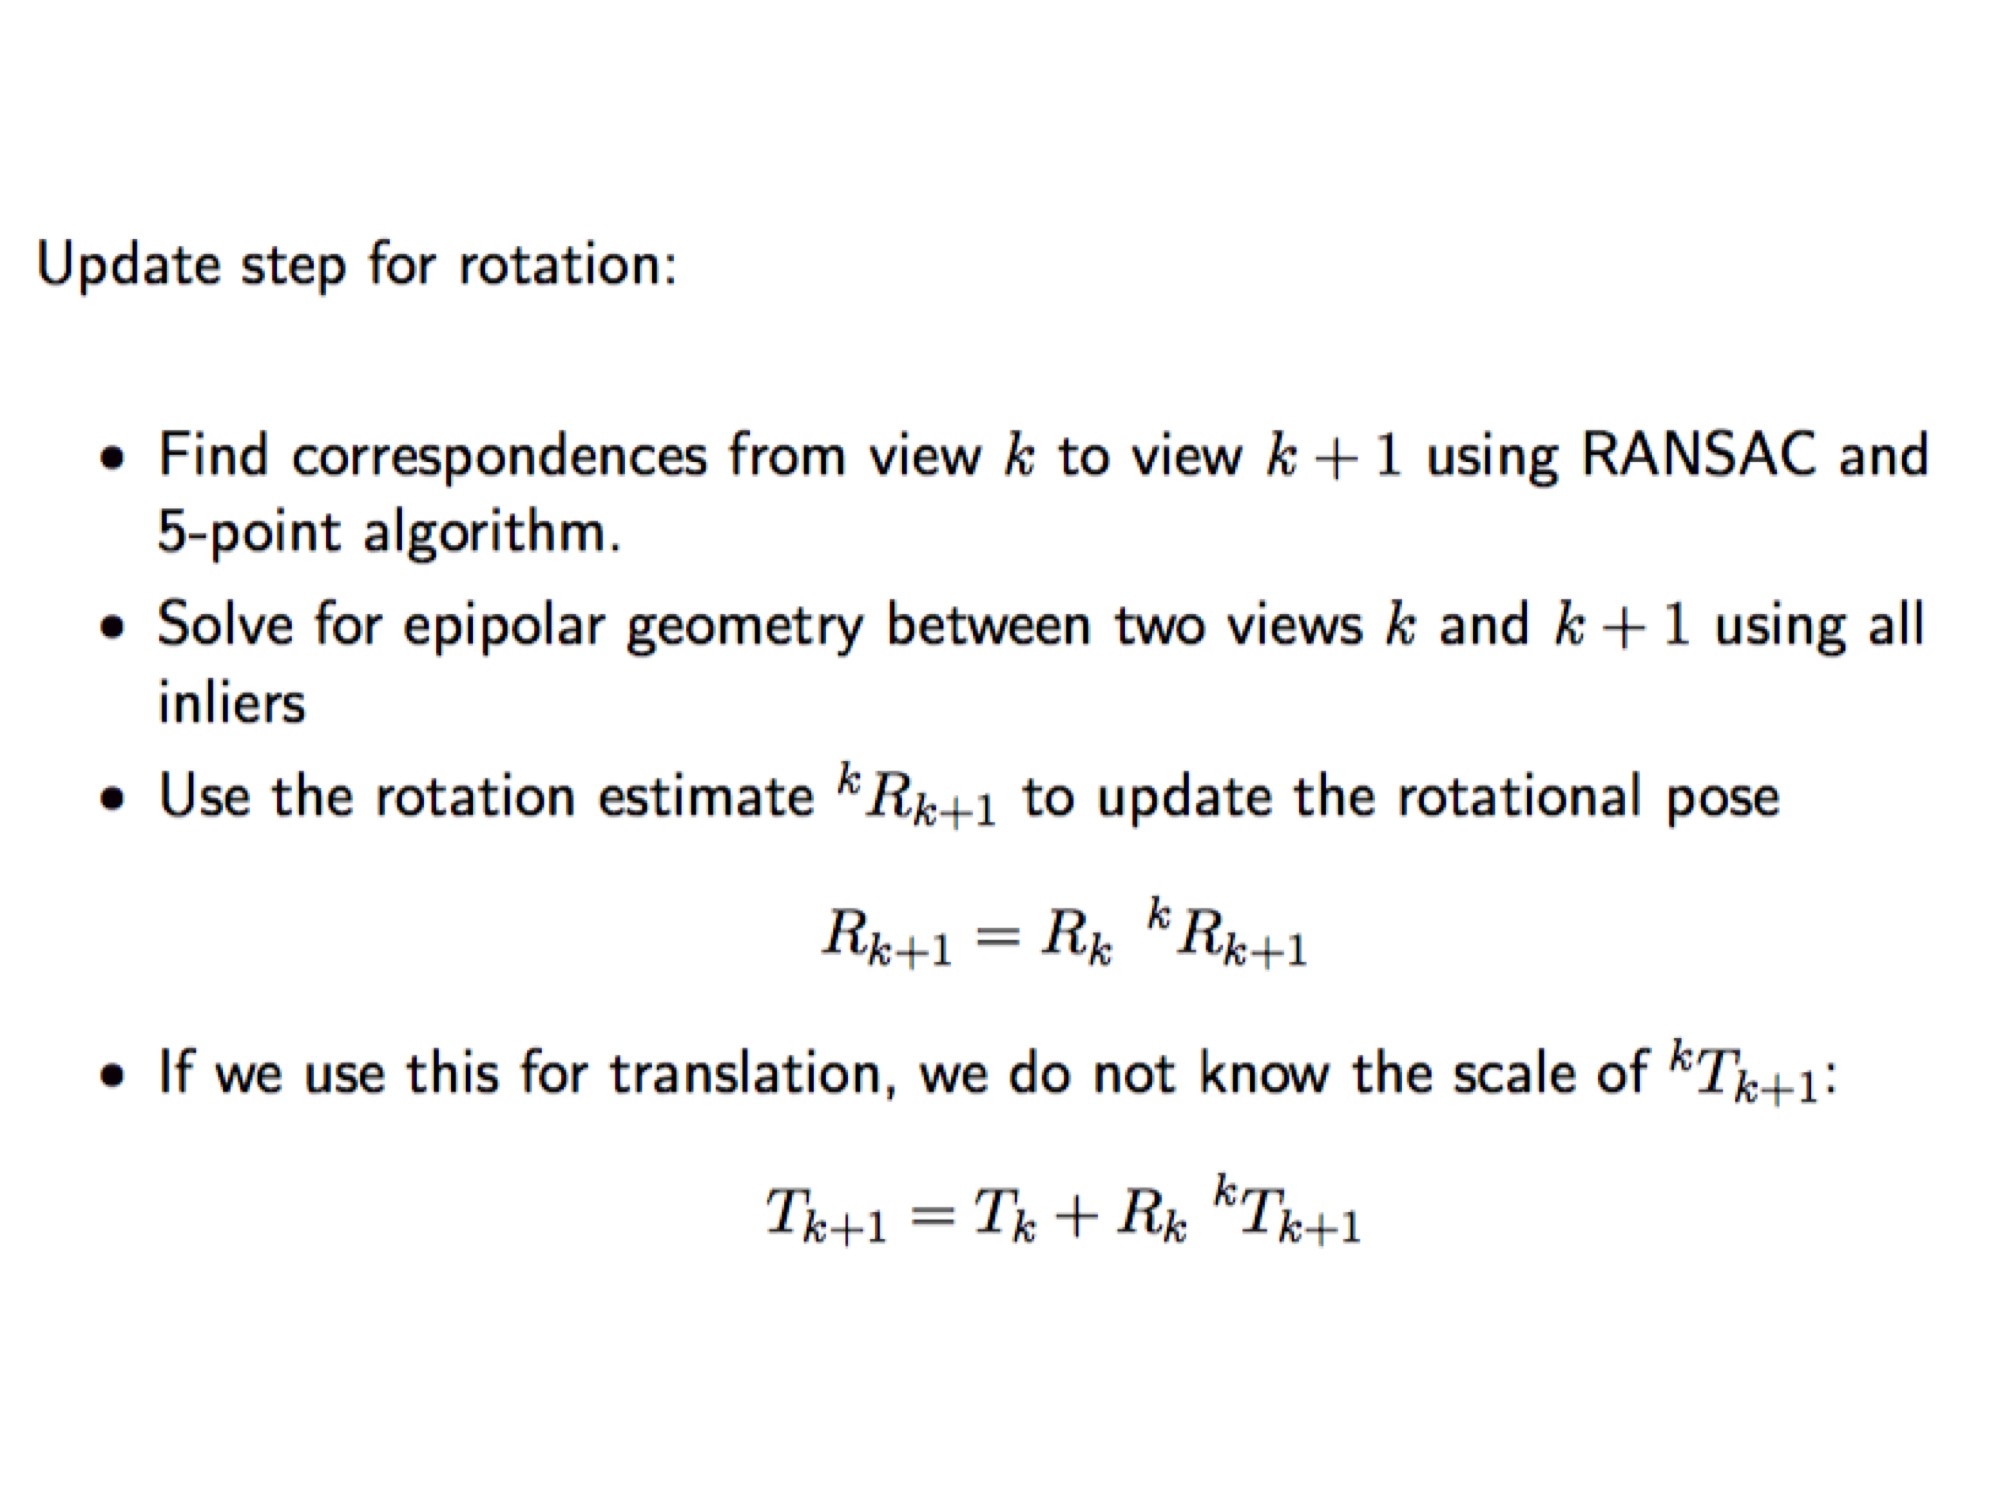 Update step for rotation:
• Find correspondences from view k to view k + 1 using RANSAC and
5-point algorithm.
• Solve for epipolar geometry between two views k and k + 1 using all
inliers
• Use the rotation estimate ᵏR_{k+1} to update the rotational pose
R_{k+1} = R_k ᵏR_{k+1}
• If we use this for translation, we do not know the scale of ᵏT_{k+1}:
T_{k+1} = T_k + R_k ᵏT_{k+1}